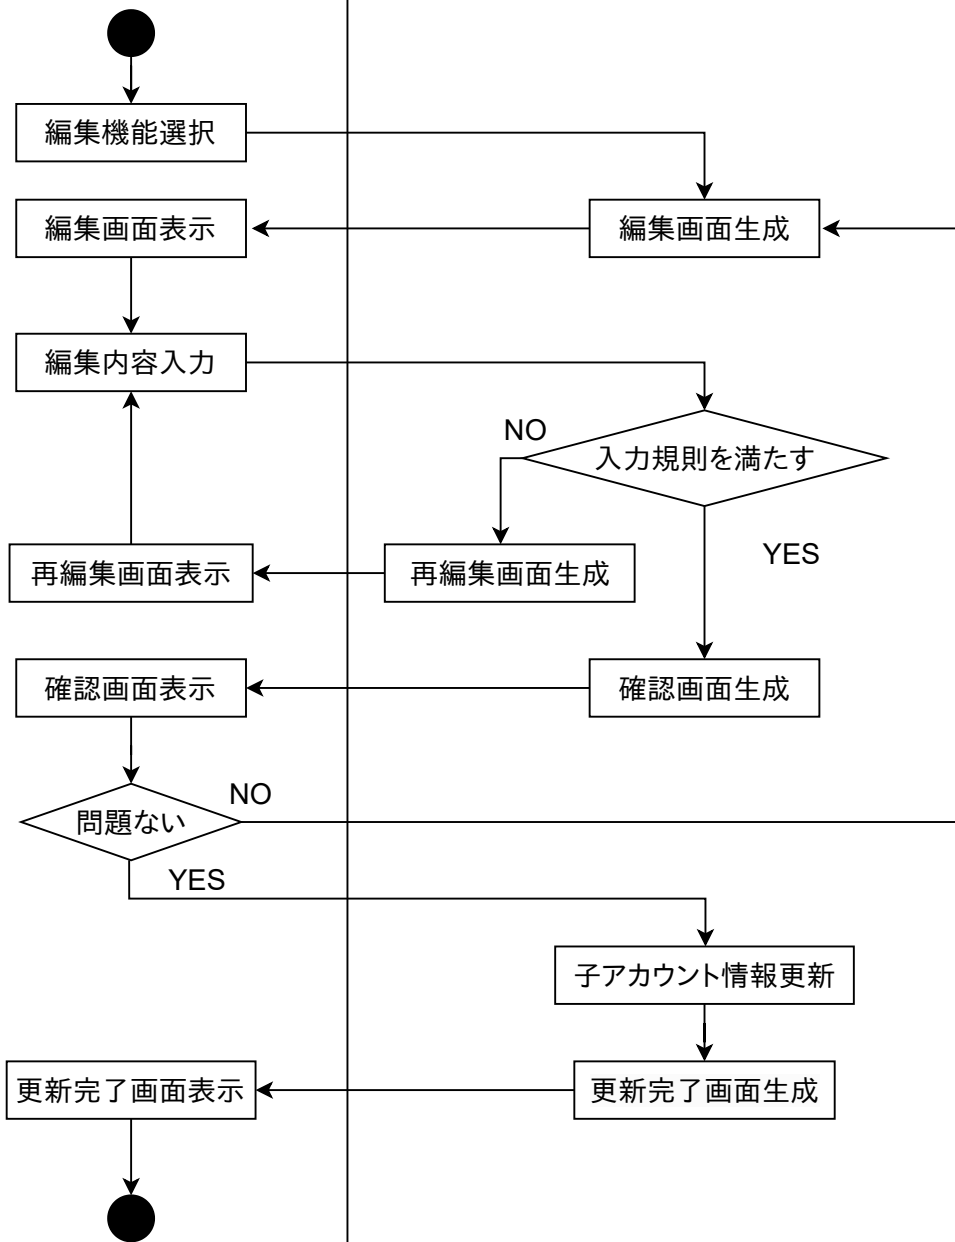 編集機能選択
編集画面表示
編集画面生成
編集内容入力
NO
入力規則を満たす
YES
再編集画面表示
再編集画面生成
確認画面表示
確認画面生成
NO
問題ない
YES
子アカウント情報更新
更新完了画面表示
更新完了画面生成